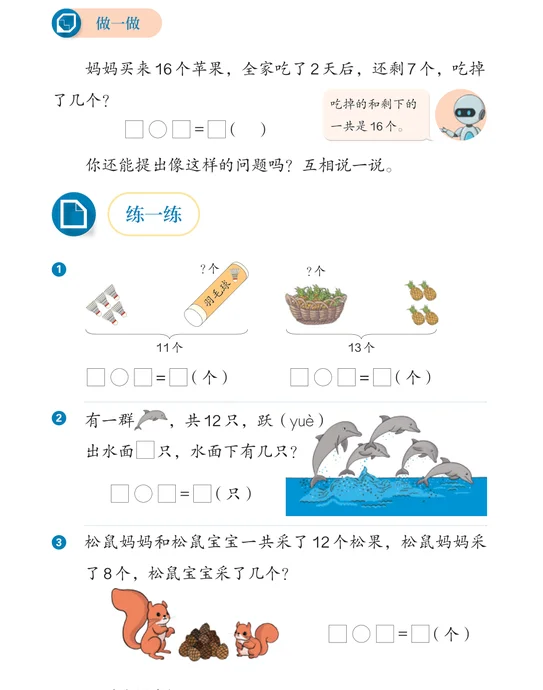 做一做
妈妈买来16个苹果，全家吃了2天后，还剩7个，吃掉
了几个？
吃掉的和剩下的
一共是16个。
□○□=□( )
你还能提出像这样的问题吗？互相说一说。
练一练
1
?个
羽毛球
?个
11个
13个
□○□=□(个)
□○□=□(个)
2
有一群，共12只，跃(yuè)
出水面□只，水面下有几只？
□○□=□(只)
3
松鼠妈妈和松鼠宝宝一共采了12个松果，松鼠妈妈采
了8个，松鼠宝宝采了几个？
□○□=□(个)